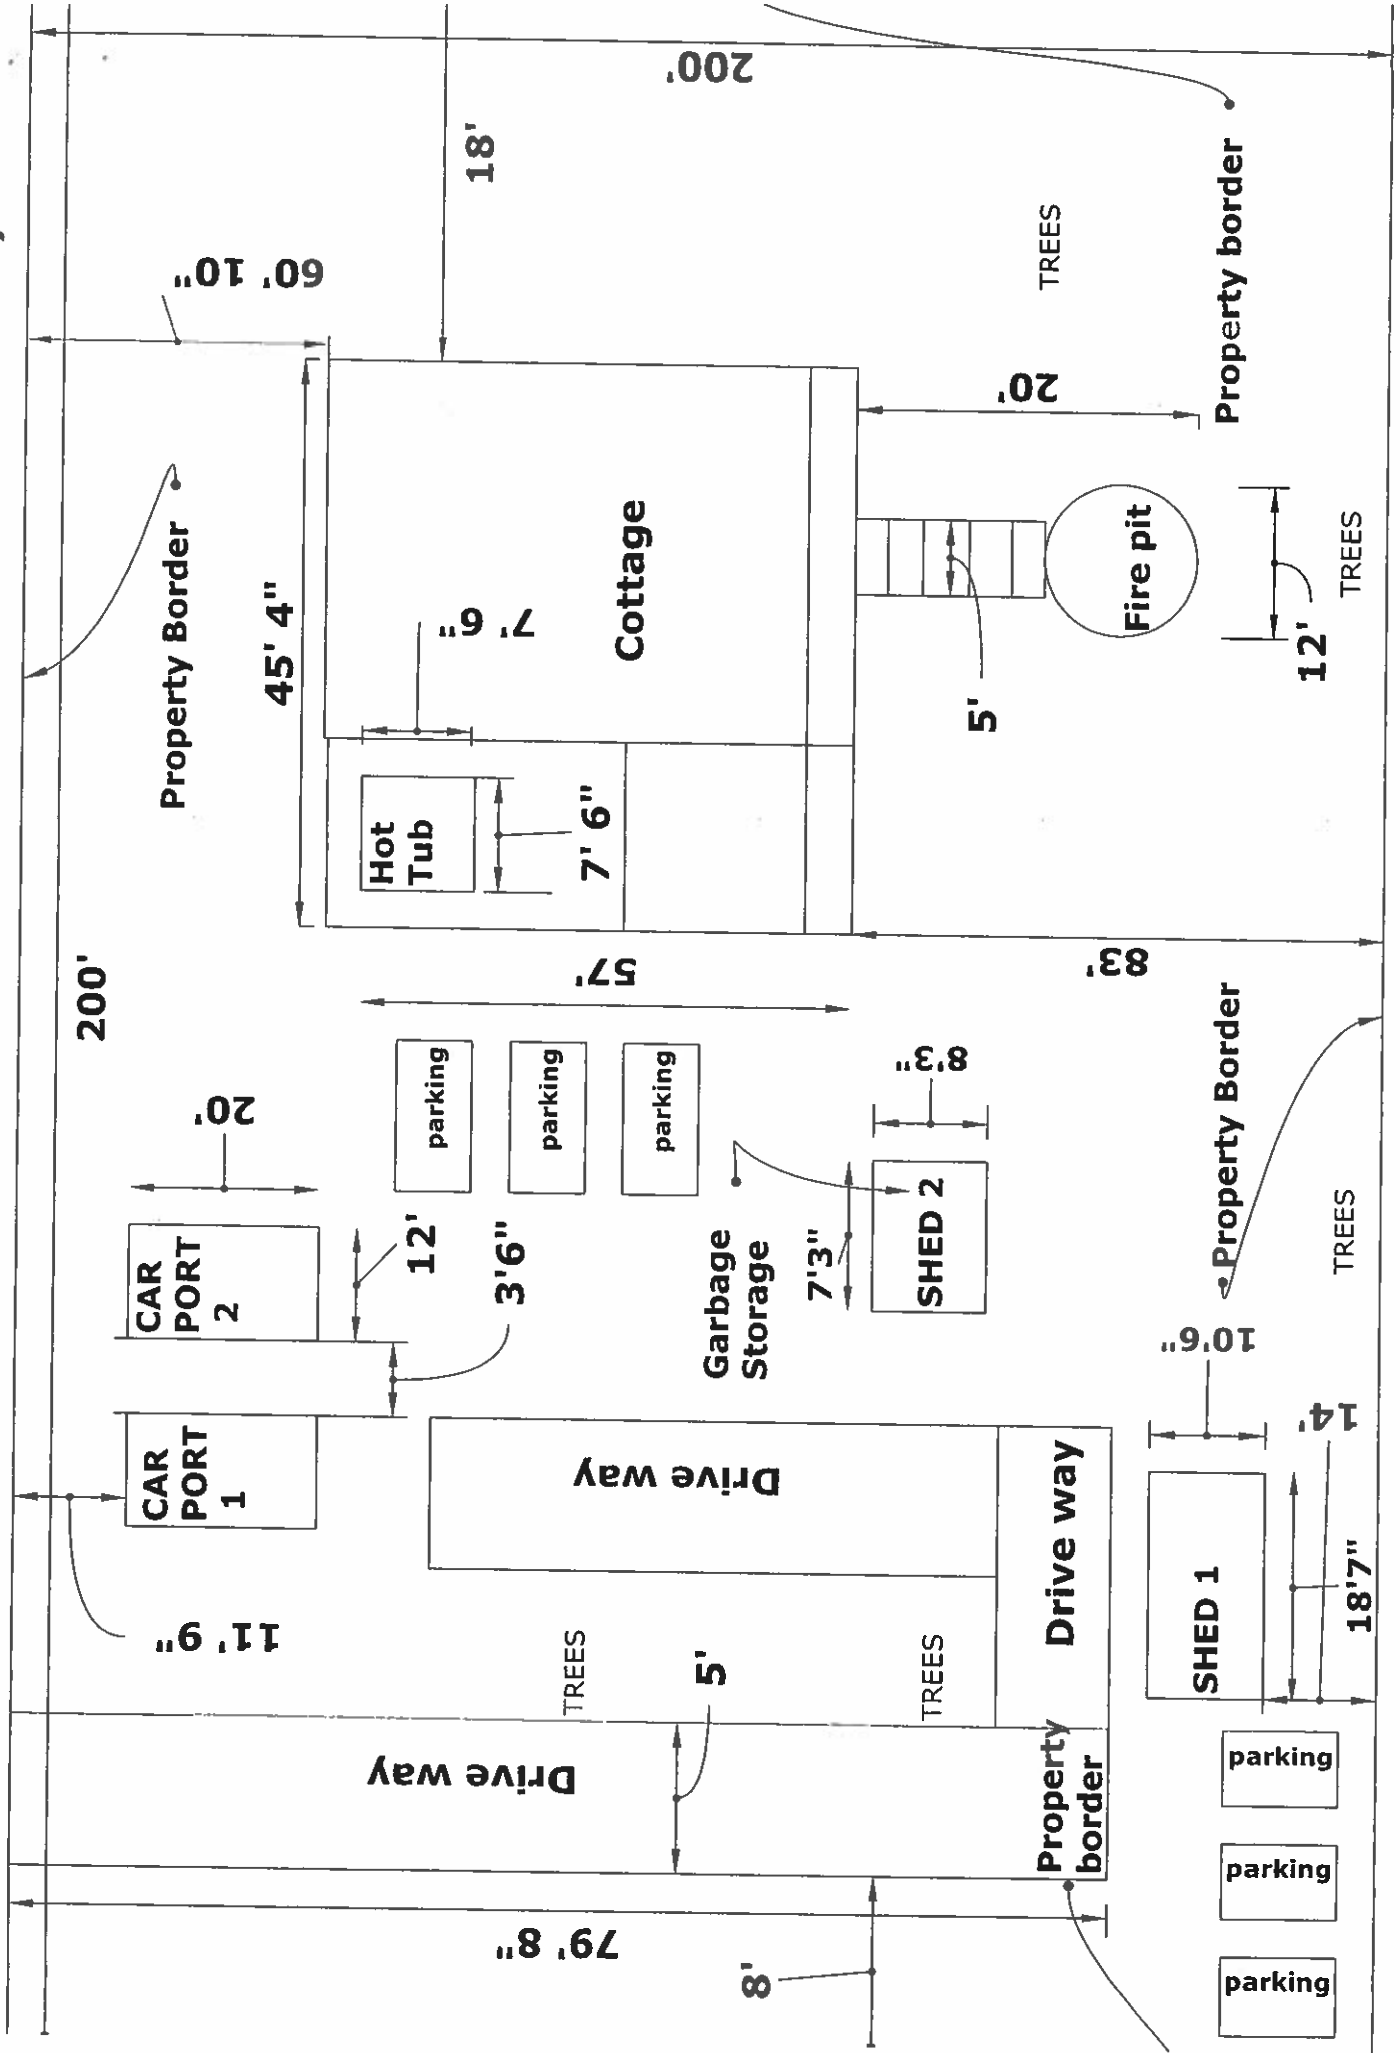 200'
18'
60' 10"
TREES
Property border
Property Border
45' 4"
20'
Cottage
7' 6"
Fire pit
12'
TREES
5'
Hot
Tub
7' 6"
200'
57'
83'
Property Border
20'
parking
parking
parking
8'3"
CAR
PORT
2
12'
3'6"
Garbage
Storage
7'3"
SHED 2
TREES
10'6"
14'
CAR
PORT
1
Drive way
Drive way
SHED 1
18'7"
11' 9"
TREES
5'
TREES
Drive way
Property
border
parking
parking
parking
79' 8"
8'